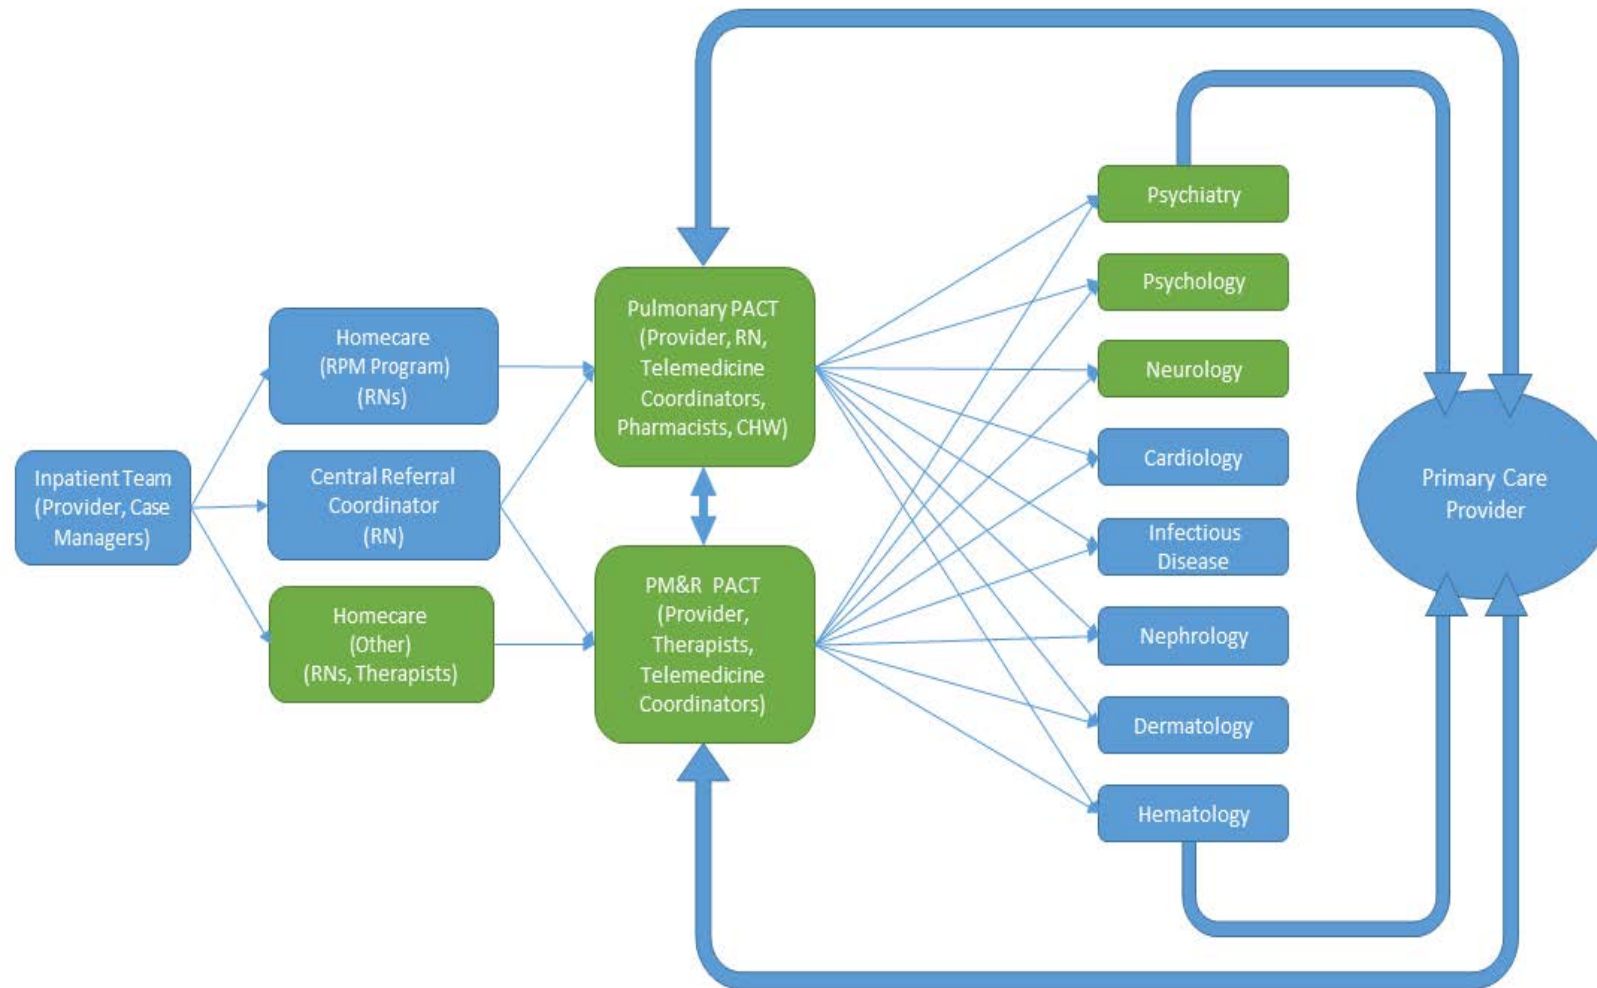 Inpatient Team
(Provider, Case
Managers)
Homecare
(RPM Program)
(RNs)
Central Referral
Coordinator
(RN)
Homecare
(Other)
(RNs, Therapists)
Pulmonary PACT
(Provider, RN,
Telemedicine
Coordinators,
Pharmacists, CHW)
PM&R PACT
(Provider,
Therapists,
Telemedicine
Coordinators)
Psychiatry
Psychology
Neurology
Cardiology
Infectious
Disease
Nephrology
Dermatology
Hematology
Primary Care
Provider